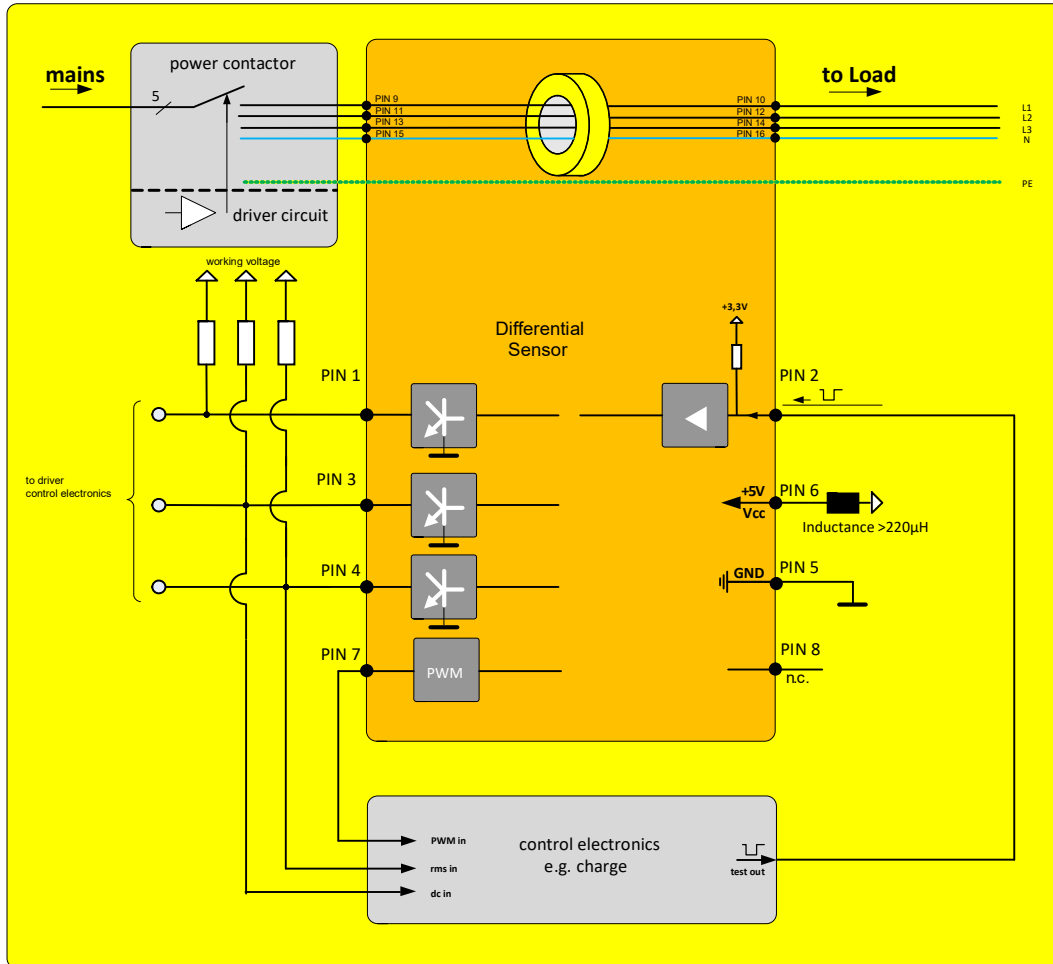 power contactor
mains
5
to Load
PIN 9
PIN 11
PIN 13
PIN 15
PIN 10
PIN 12
PIN 14
PIN 16
L1
L2
L3
N
PE
driver circuit
working voltage
+3,3V
Differential
Sensor
PIN 1
PIN 2
to driver
control electronics
PIN 3
+5V
Vcc
PIN 6
Inductance >220µH
PIN 4
GND
PIN 5
PIN 7
PWM
PIN 8
n.c.
PWM in
rms in
dc in
control electronics
e.g. charge
test out